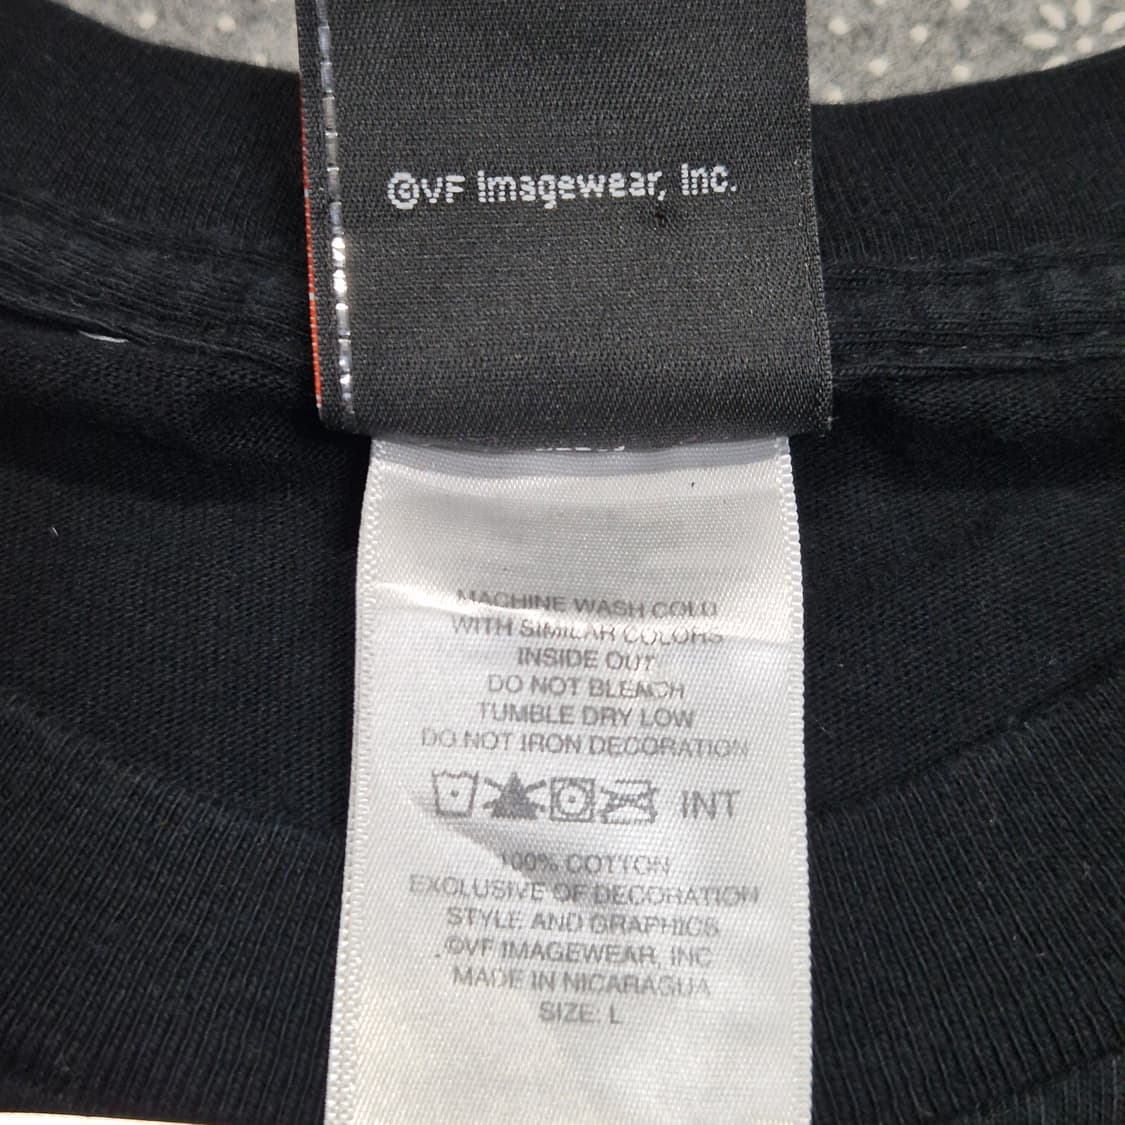 ©VF Imagewear, Inc.
MACHINE WASH COLD
WITH SIMILAR COLORS
INSIDE OUT
DO NOT BLEACH
TUMBLE DRY LOW
DO NOT IRON DECORATION
INT
100% COTTON
EXCLUSIVE OF DECORATION
STYLE AND GRAPHICS
©VF IMAGEWEAR, INC
MADE IN NICARAGUA
SIZE: L